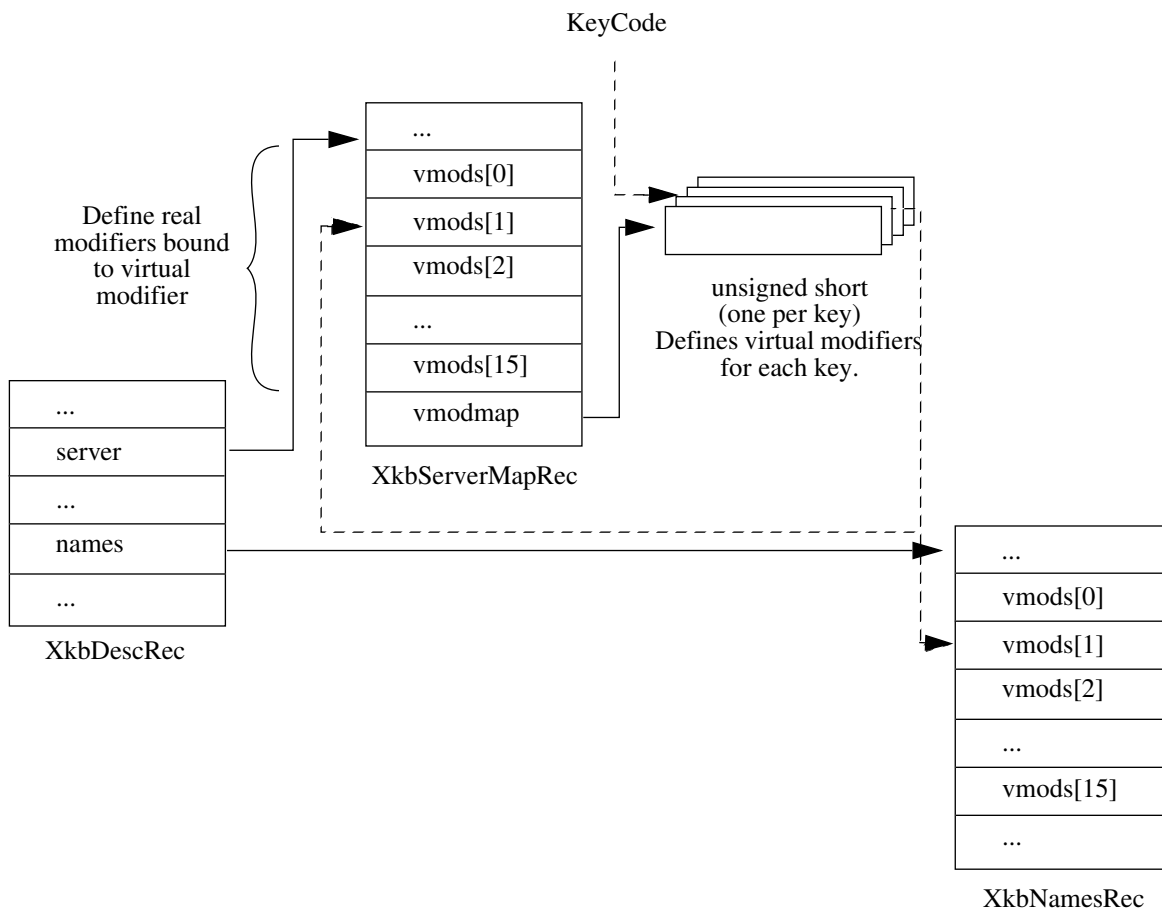 KeyCode
...
vmods[0]
vmods[1]
vmods[2]
...
vmods[15]
vmodmap
XkbServerMapRec
Define real
modifiers bound
to virtual
modifier
unsigned short
(one per key)
Defines virtual modifiers
for each key.
...
server
...
names
...
XkbDescRec
...
vmods[0]
vmods[1]
vmods[2]
...
vmods[15]
...
XkbNamesRec